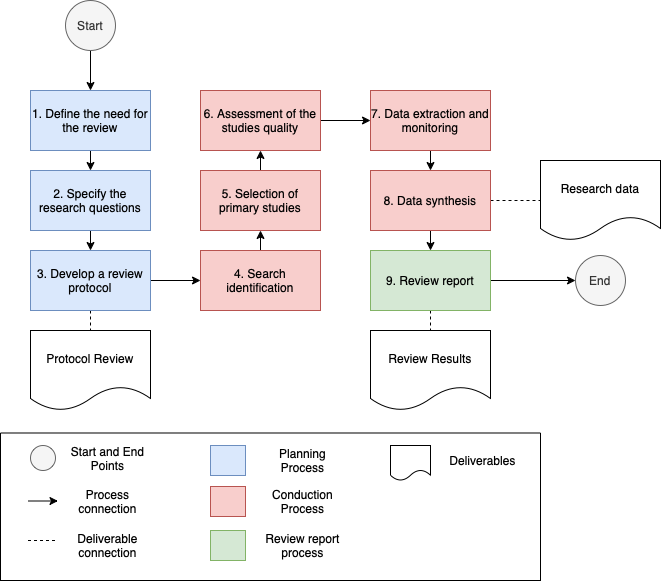 Start
1. Define the need for
the review
2. Specify the
research questions
3. Develop a review
protocol
Protocol Review
4. Search
identification
5. Selection of
primary studies
6. Assessment of the
studies quality
7. Data extraction and
monitoring
8. Data synthesis
Research data
9. Review report
End
Review Results
Start and End
Points
Process
connection
Deliverable
connection
Planning
Process
Conduction
Process
Review report
process
Deliverables